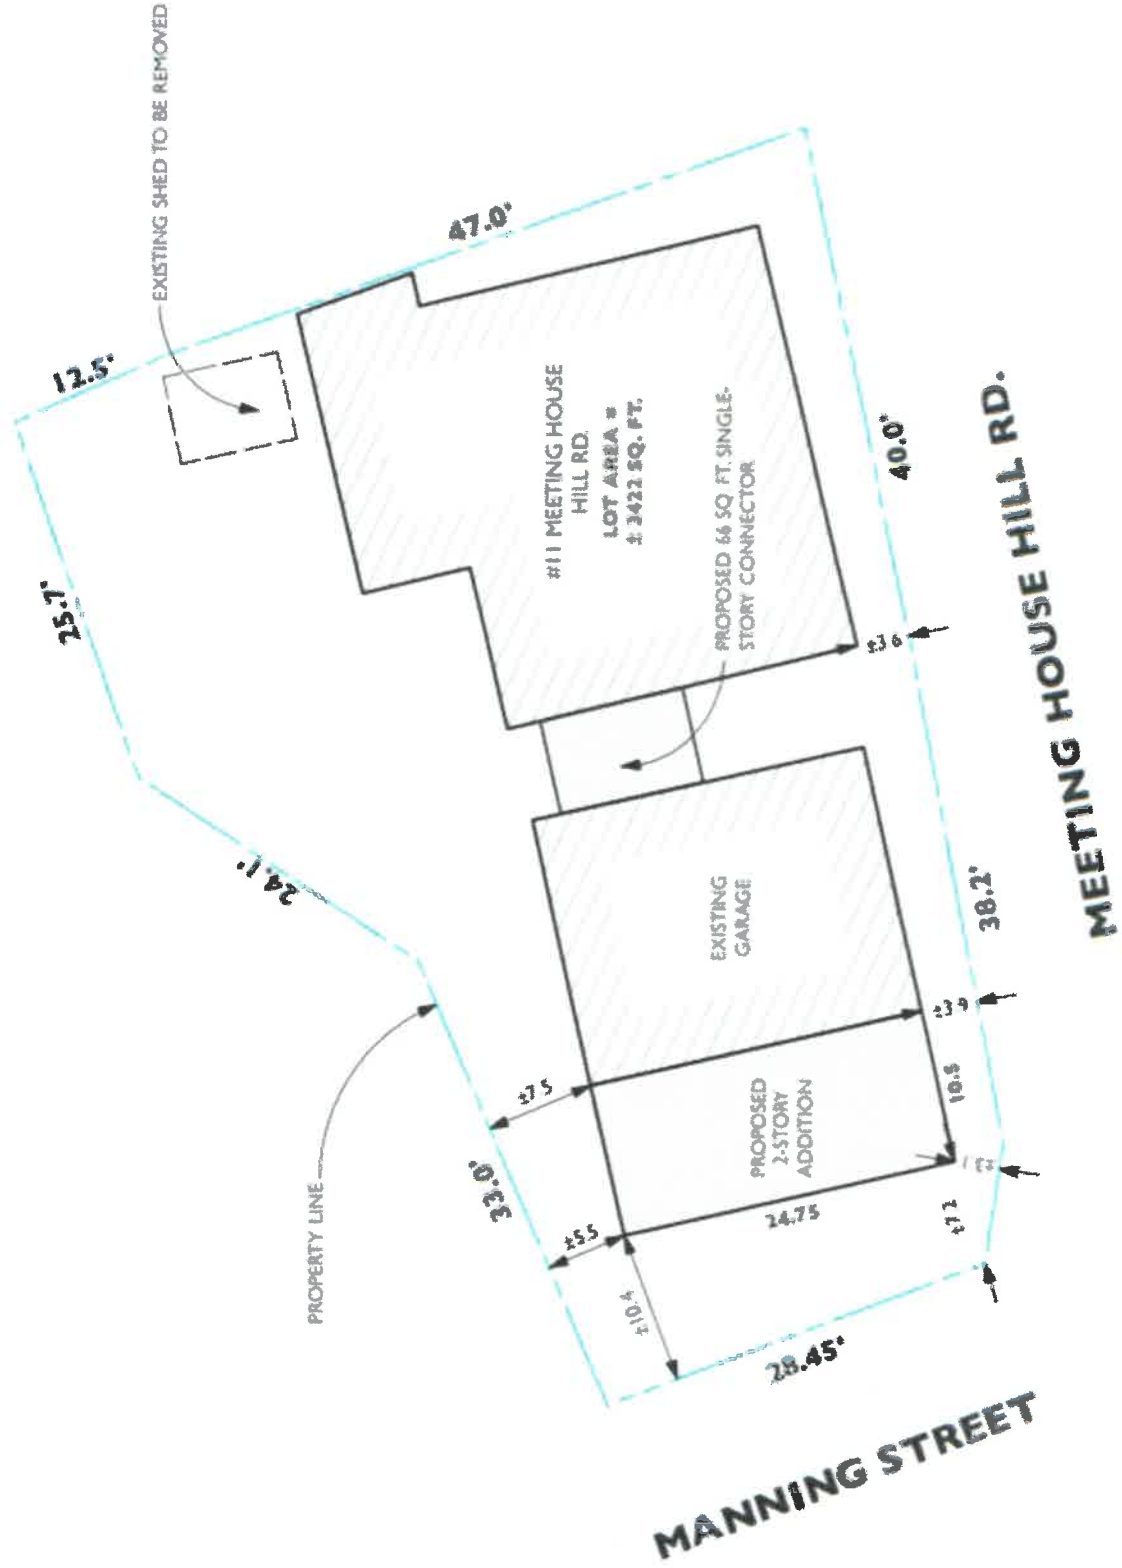 EXISTING SHED TO BE REMOVED
12.5'
47.0'
25.7'
24.1'
33.0'
PROPERTY LINE
#11 MEETING HOUSE
HILL RD.
LOT AREA =
± 3422 SQ. FT.
PROPOSED 66 SQ FT. SINGLE-
STORY CONNECTOR
40.0'
±3.6
EXISTING
GARAGE
38.2'
±3.9
±7.5
PROPOSED
2-STORY
ADDITION
10.5
±5.5
24.75
±7.2
±10.4
28.45'
MEETING HOUSE HILL RD.
MANNING STREET